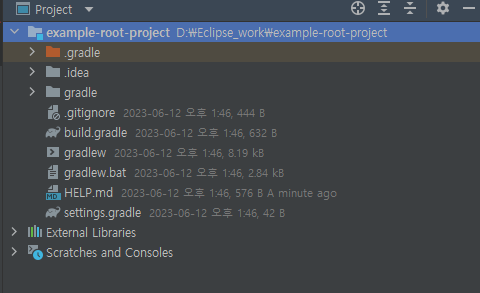 Project
example-root-project D:₩Eclipse_work₩example-root-project
.gradle
.idea
gradle
.gitignore 2023-06-12 오후 1:46, 444 B
build.gradle 2023-06-12 오후 1:46, 632 B
gradlew 2023-06-12 오후 1:46, 8.19 kB
gradlew.bat 2023-06-12 오후 1:46, 2.84 kB
MD HELP.md 2023-06-12 오후 1:46, 576 B A minute ago
settings.gradle 2023-06-12 오후 1:46, 42 B
External Libraries
Scratches and Consoles